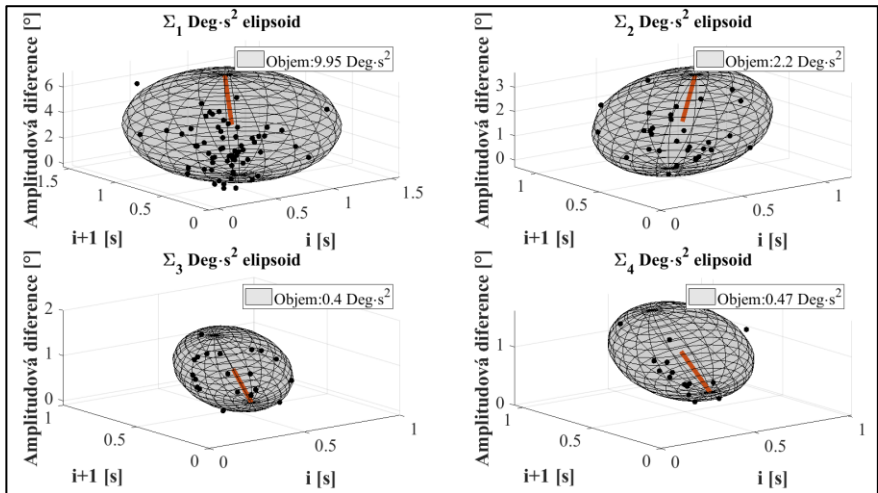 Σ1 Deg·s² elipsoid
Objem:9.95 Deg·s²
Amplitudová diference [°]
6
4
2
0
1.5
1
0.5
0
0
0.5
1
1.5
i+1 [s]
i [s]
Σ2 Deg·s² elipsoid
Objem:2.2 Deg·s²
Amplitudová diference [°]
3
2
1
0
1
0.5
0
0
0.5
1
i+1 [s]
i [s]
Σ3 Deg·s² elipsoid
Objem:0.4 Deg·s²
Amplitudová diference [°]
2
1
0
1
0.5
0
0
0.5
1
i+1 [s]
i [s]
Σ4 Deg·s² elipsoid
Objem:0.47 Deg·s²
Amplitudová diference [°]
1
0
1
0.5
0
0
0.5
1
i+1 [s]
i [s]